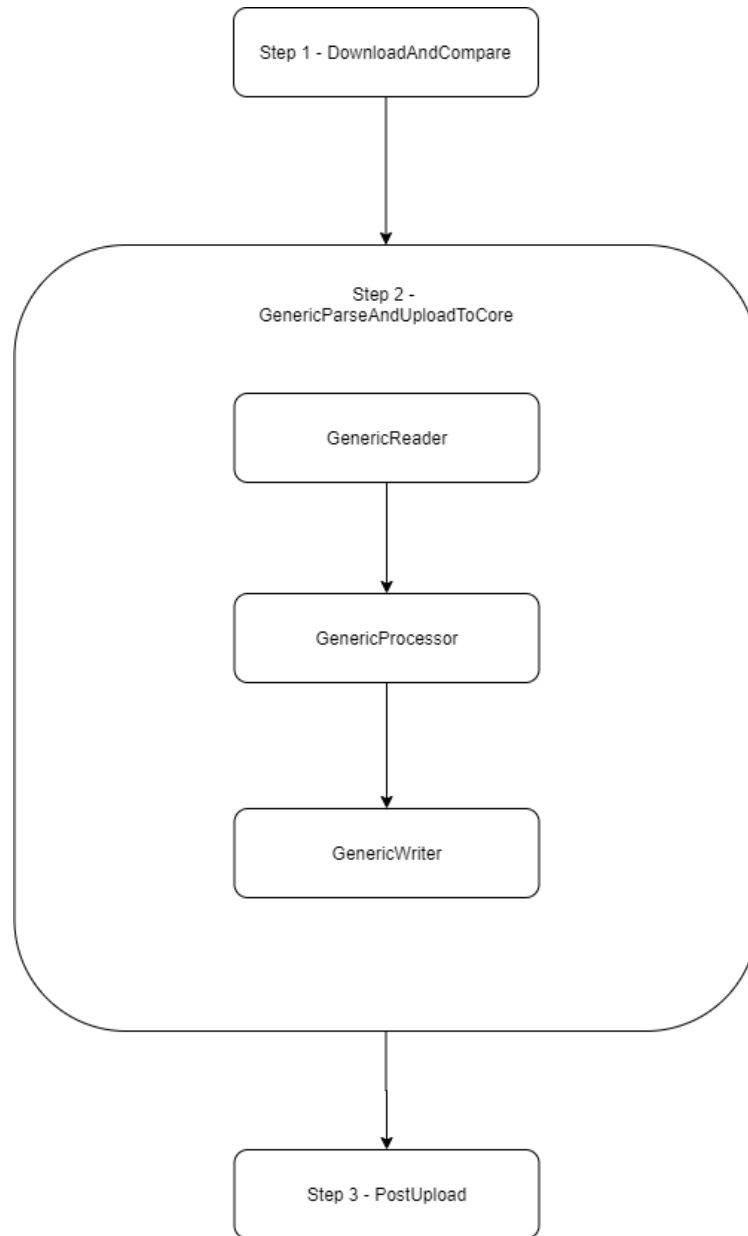 Step 1 - DownloadAndCompare
Step 2 -
GenericParseAndUploadToCore
GenericReader
GenericProcessor
GenericWriter
Step 3 - PostUpload